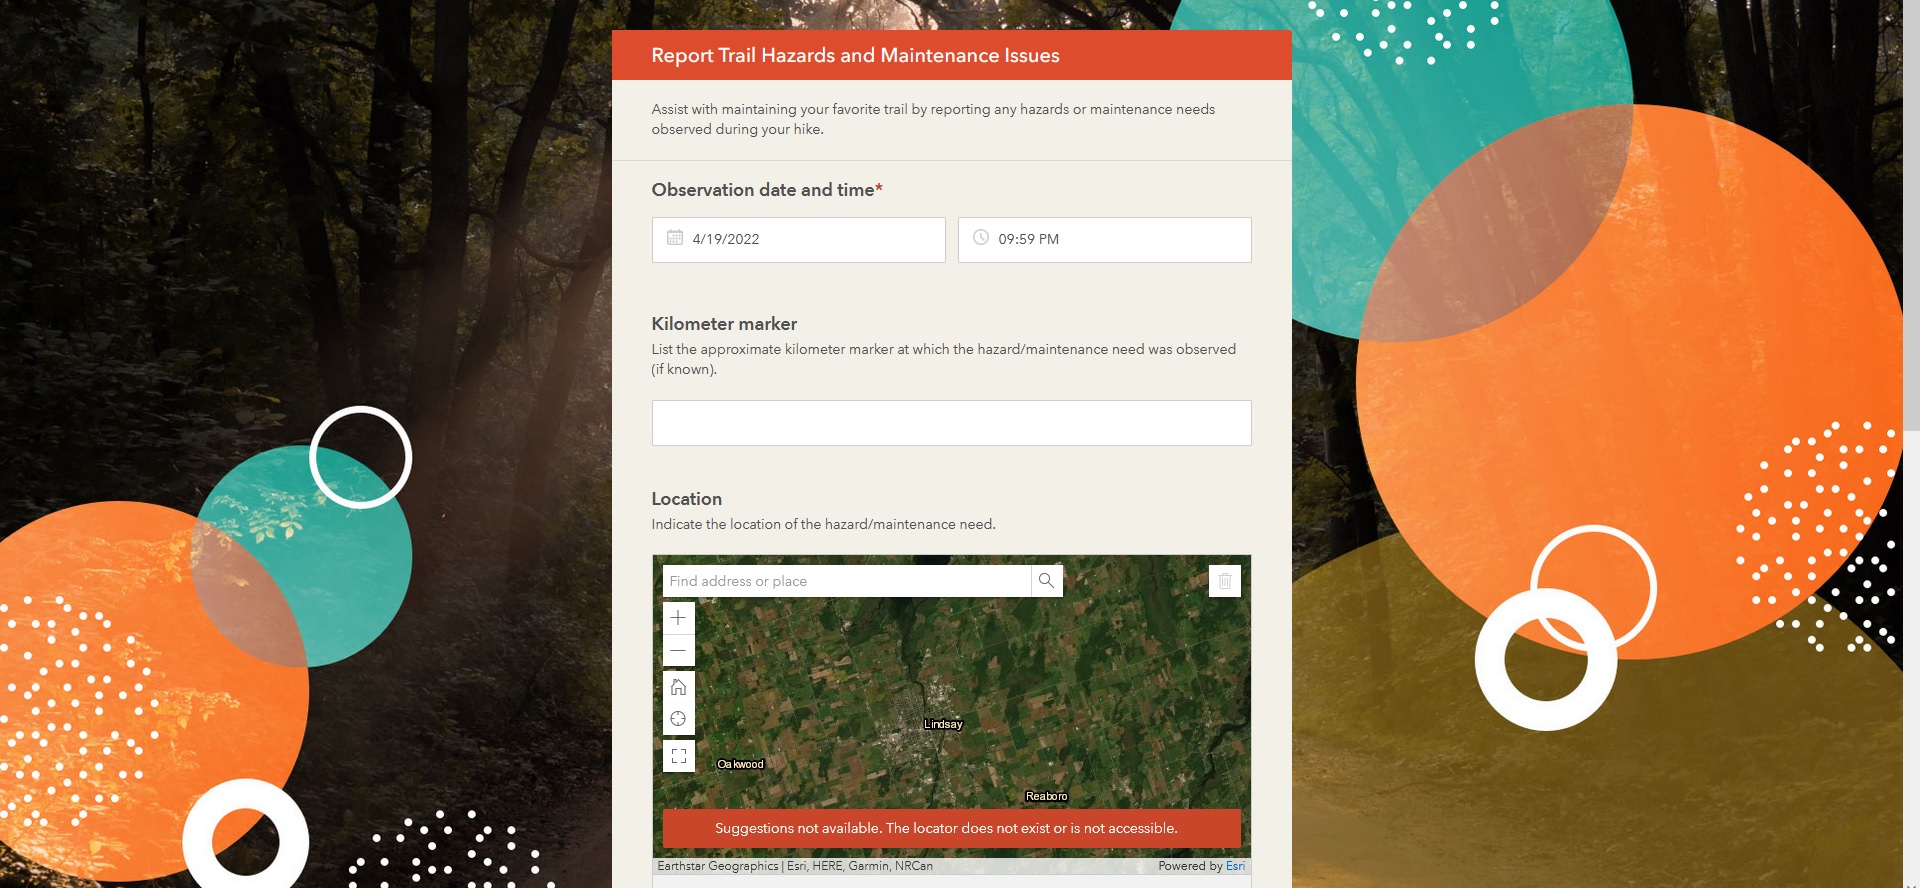 Report Trail Hazards and Maintenance Issues
Assist with maintaining your favorite trail by reporting any hazards or maintenance needs
observed during your hike.
Observation date and time*
4/19/2022
09:59 PM
Kilometer marker
List the approximate kilometer marker at which the hazard/maintenance need was observed
(if known).
Location
Indicate the location of the hazard/maintenance need.
Find address or place
Lindsay
Oakwood
Reaboro
Suggestions not available. The locator does not exist or is not accessible.
Earthstar Geographics | Esri, HERE, Garmin, NRCan
Powered by Esri